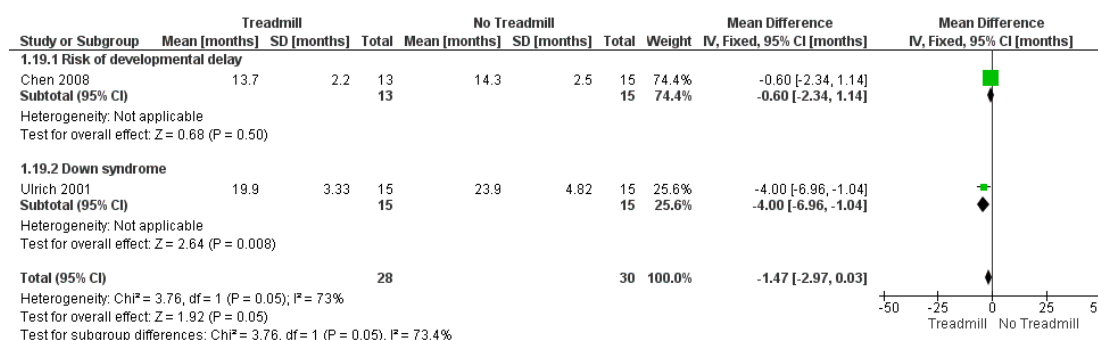 Treadmill No Treadmill Mean Difference Mean Difference
Study or Subgroup Mean [months] SD [months] Total Mean [months] SD [months] Total Weight IV, Fixed, 95% CI [months] IV, Fixed, 95% CI [months]
1.19.1 Risk of developmental delay
Chen 2008 13.7 2.2 13 14.3 2.5 15 74.4% -0.60 [-2.34, 1.14]
Subtotal (95% CI) 13 15 74.4% -0.60 [-2.34, 1.14]
Heterogeneity: Not applicable
Test for overall effect: Z = 0.68 (P = 0.50)
1.19.2 Down syndrome
Ulrich 2001 19.9 3.33 15 23.9 4.82 15 25.6% -4.00 [-6.96, -1.04]
Subtotal (95% CI) 15 15 25.6% -4.00 [-6.96, -1.04]
Heterogeneity: Not applicable
Test for overall effect: Z = 2.64 (P = 0.008)
Total (95% CI) 28 30 100.0% -1.47 [-2.97, 0.03]
Heterogeneity: Chi² = 3.76, df = 1 (P = 0.05); I² = 73%
Test for overall effect: Z = 1.92 (P = 0.05)
Test for subgroup differences: Chi² = 3.76, df = 1 (P = 0.05), I² = 73.4%
-50 -25 0 25
Treadmill No Treadmill